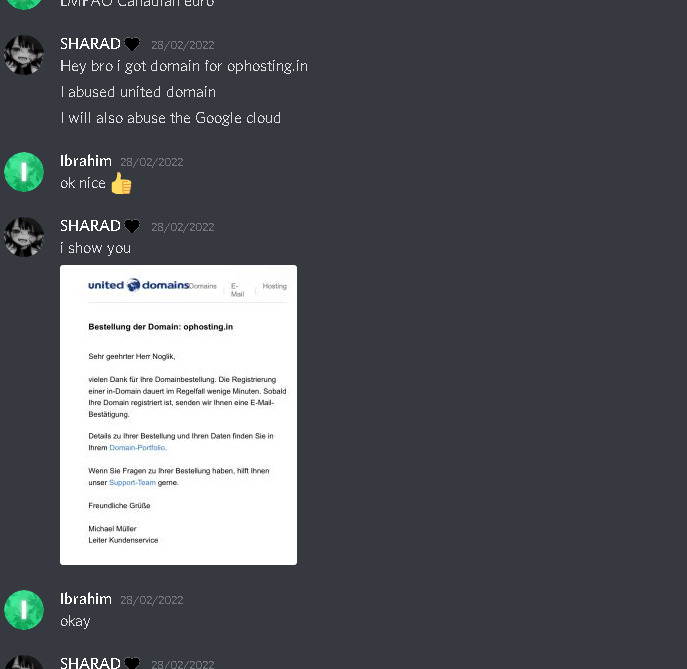 LMFAO Canadian euro
SHARAD🖤 28/02/2022
Hey bro i got domain for ophosting.in
I abused united domain
I will also abuse the Google cloud
Ibrahim 28/02/2022
ok nice 👍
SHARAD🖤 28/02/2022
i show you
united domains Domains E-Mail Hosting
Bestellung der Domain: ophosting.in
Sehr geehrter Herr Noglik,
vielen Dank für Ihre Domainbestellung. Die Registrierung
einer in-Domain dauert im Regelfall wenige Minuten. Sobald
Ihre Domain registriert ist, senden wir Ihnen eine E-Mail-
Bestätigung.
Details zu Ihrer Bestellung und Ihren Daten finden Sie in
Ihrem Domain-Portfolio.
Wenn Sie Fragen zu Ihrer Bestellung haben, hilft Ihnen
unser Support-Team gerne.
Freundliche Grüße
Michael Müller
Leiter Kundenservice
Ibrahim 28/02/2022
okay
SHARAD🖤 28/02/2022